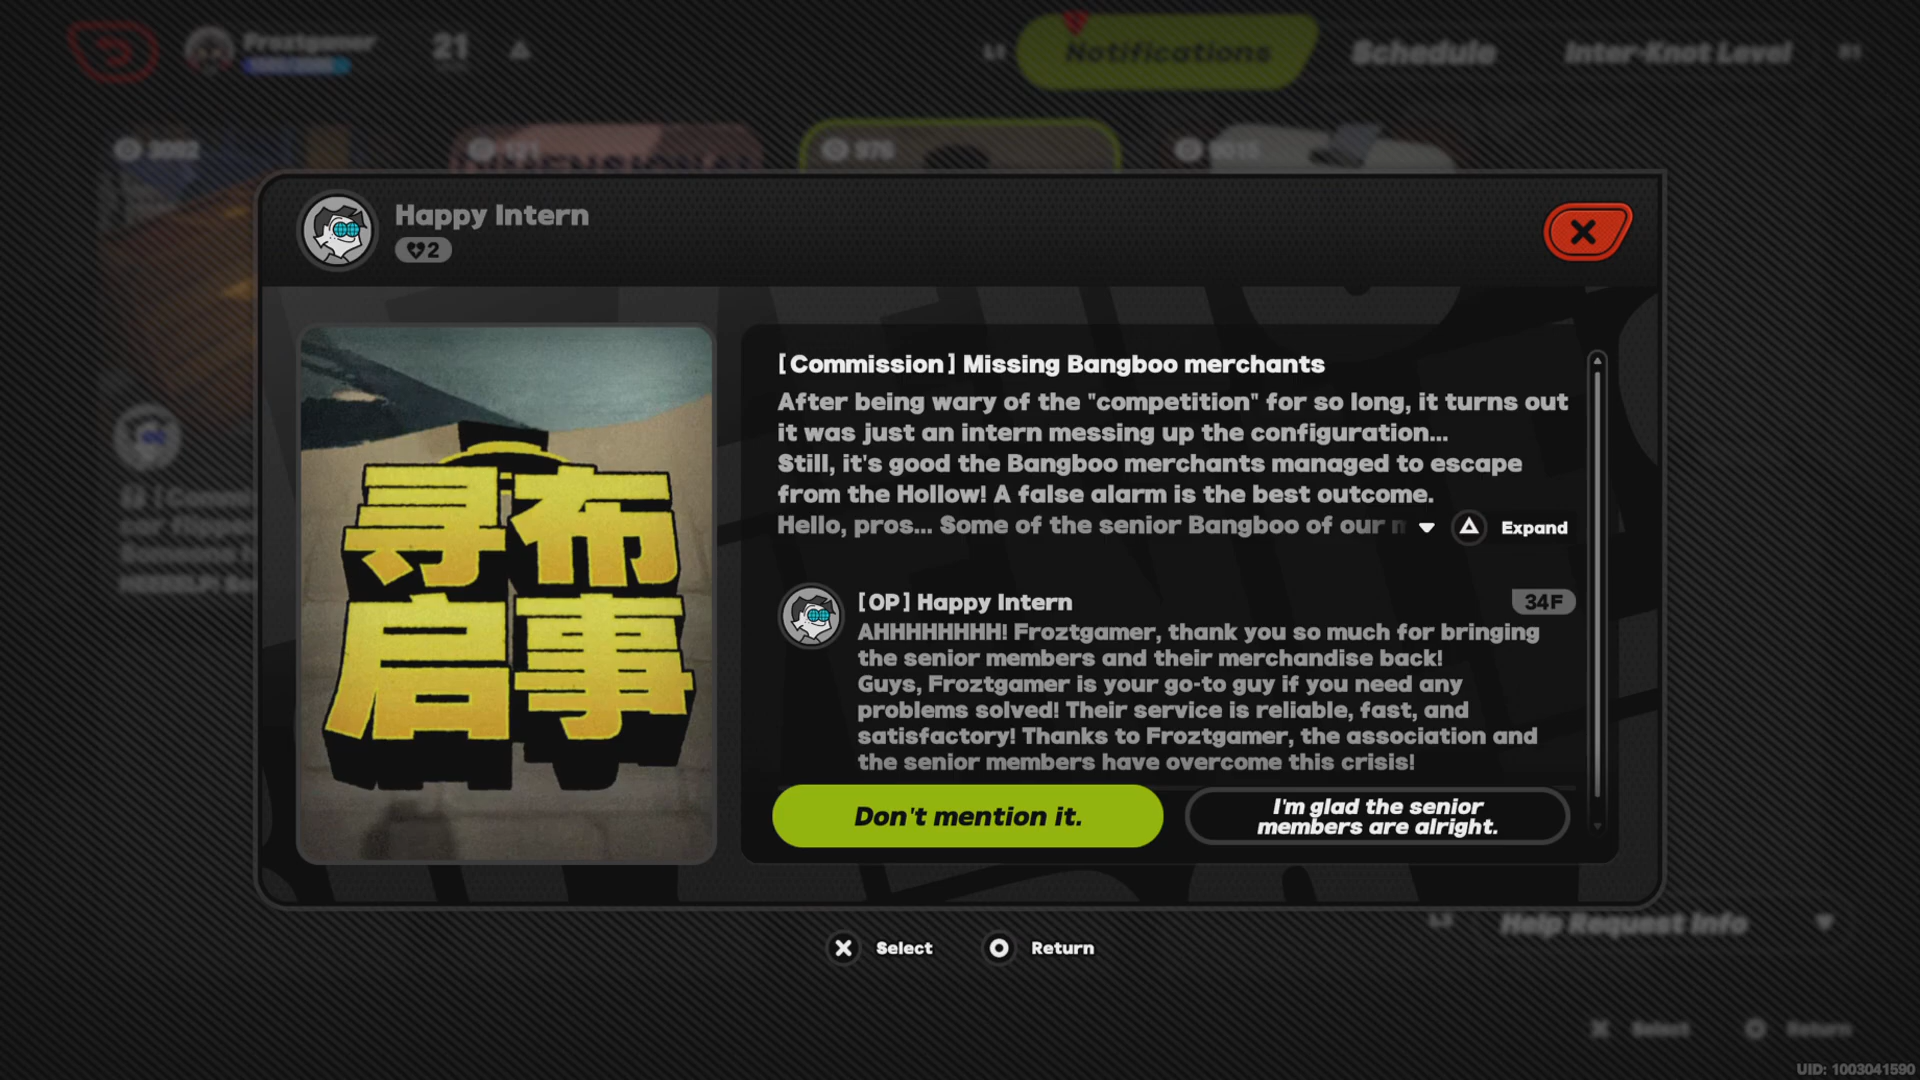 Froztgamer
21
Notifications
Schedule
Inter-Knot Level
3082
121
976
9015
Happy Intern
2
寻布
启事
[Commission] Missing Bangboo merchants
After being wary of the "competition" for so long, it turns out
it was just an intern messing up the configuration...
Still, it's good the Bangboo merchants managed to escape
from the Hollow! A false alarm is the best outcome.
Hello, pros... Some of the senior Bangboo of our
Expand
[OP] Happy Intern
34F
AHHHHHHHH! Froztgamer, thank you so much for bringing
the senior members and their merchandise back!
Guys, Froztgamer is your go-to guy if you need any
problems solved! Their service is reliable, fast, and
satisfactory! Thanks to Froztgamer, the association and
the senior members have overcome this crisis!
Don't mention it.
I'm glad the senior
members are alright.
Help Request Info
Select
Return
Select
Return
UID: 1003041590